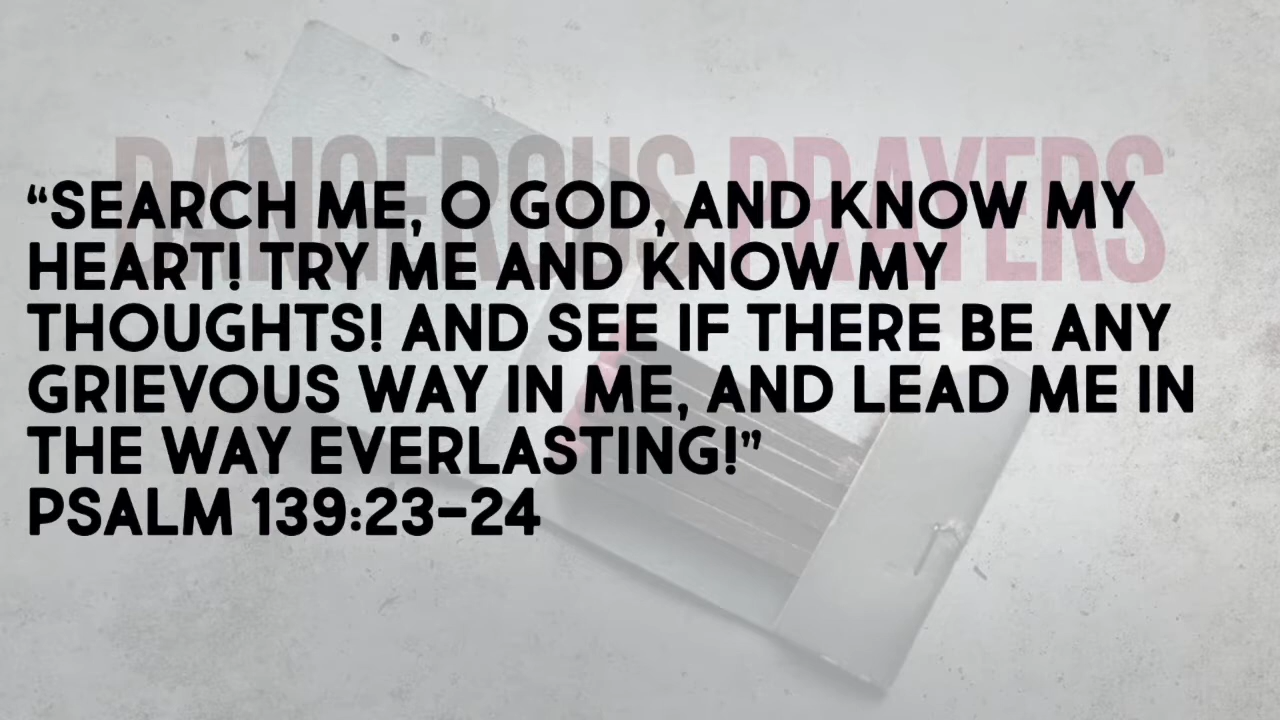 DANGEROUS PRAYERS
“SEARCH ME, O GOD, AND KNOW MY
HEART! TRY ME AND KNOW MY
THOUGHTS! AND SEE IF THERE BE ANY
GRIEVOUS WAY IN ME, AND LEAD ME IN
THE WAY EVERLASTING!”
PSALM 139:23-24